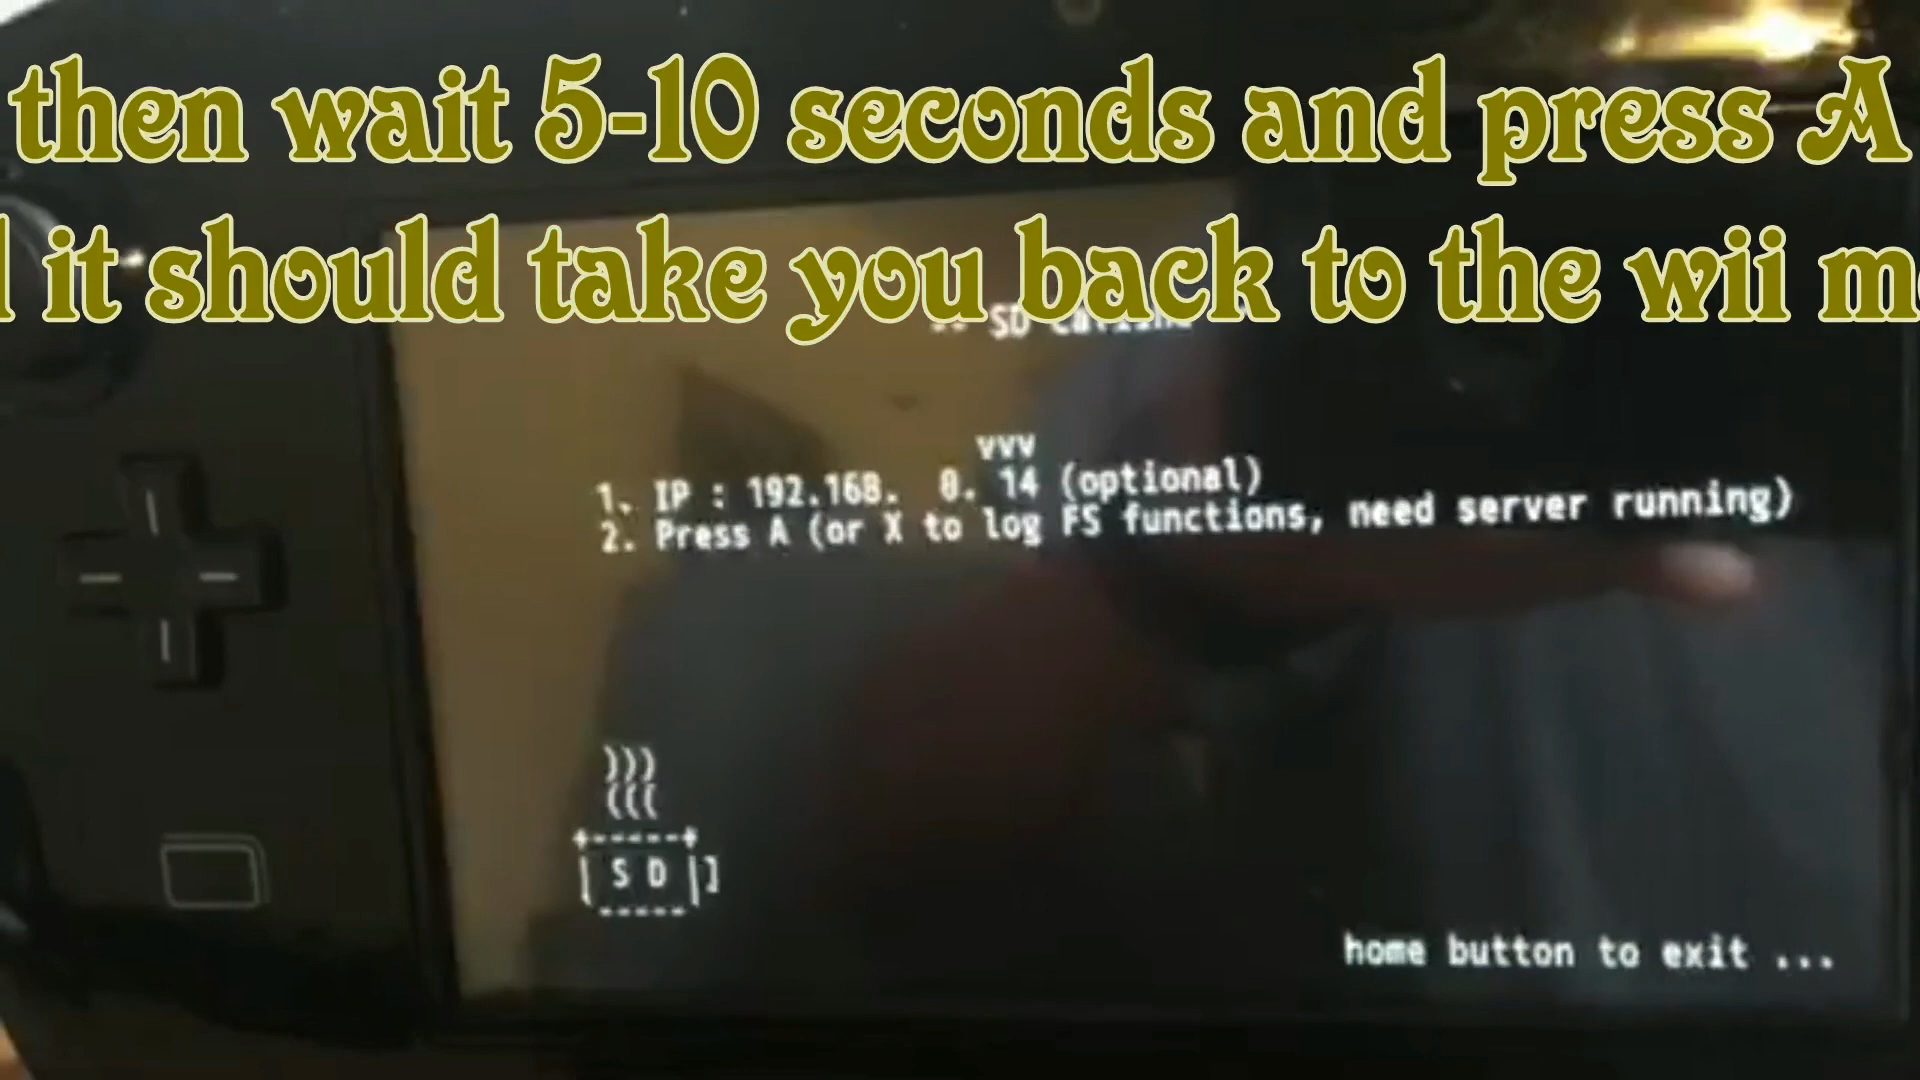 then wait 5-10 seconds and press A
it should take you back to the wii
-- SD Caffiine
vvv
1. IP : 192.168.  0. 14 (optional)
2. Press A (or X to log FS functions, need server running)
)))
(((
+-----+
| S D |]
-----
home button to exit ...